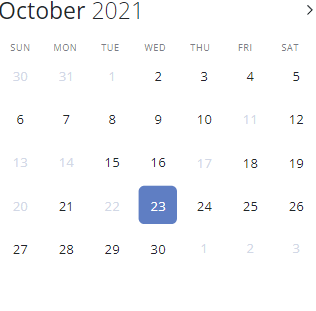 October 2021
SUN MON TUE WED THU FRI SAT
30 31 1 2 3 4 5
6 7 8 9 10 11 12
13 14 15 16 17 18 19
20 21 22 23 24 25 26
27 28 29 30 1 2 3